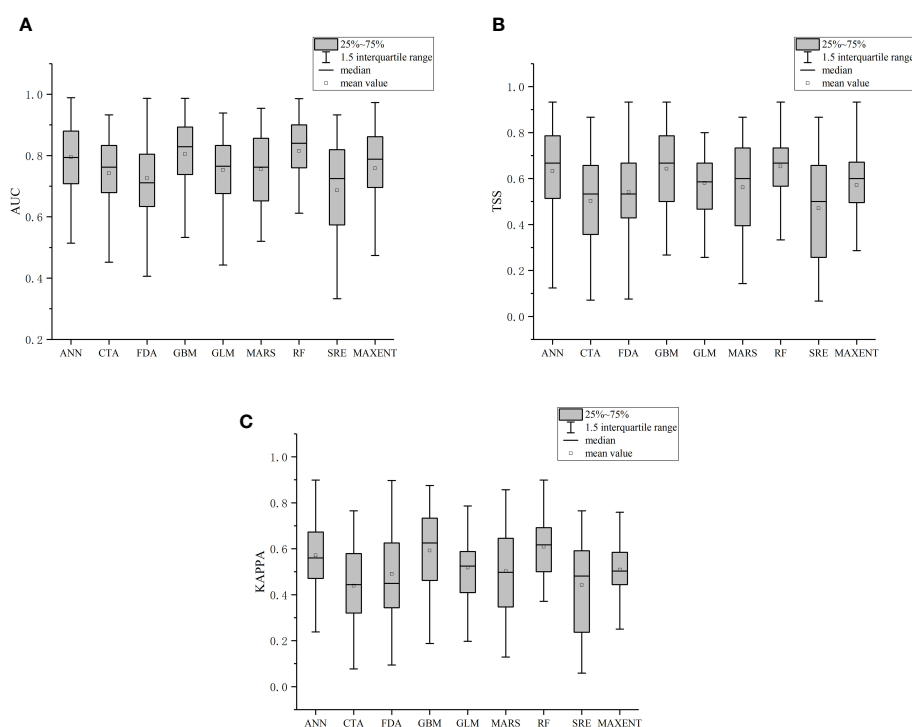 A
25%~75%
1.5 interquartile range
median
mean value
1.0
0.8
0.6
0.4
0.2
AUC
ANN CTA FDA GBM GLM MARS RF SRE MAXENT
B
25%~75%
1.5 interquartile range
median
mean value
1.0
0.8
0.6
0.4
0.2
0.0
TSS
ANN CTA FDA GBM GLM MARS RF SRE MAXENT
C
25%~75%
1.5 interquartile range
median
mean value
1.0
0.8
0.6
0.4
0.2
0.0
KAPPA
ANN CTA FDA GBM GLM MARS RF SRE MAXENT